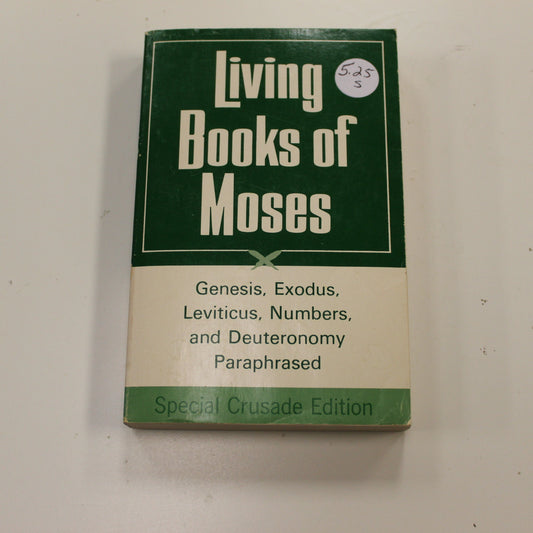 Living
Books of
Moses
5.25
S
Genesis, Exodus,
Leviticus, Numbers,
and Deuteronomy
Paraphrased
Special Crusade Edition